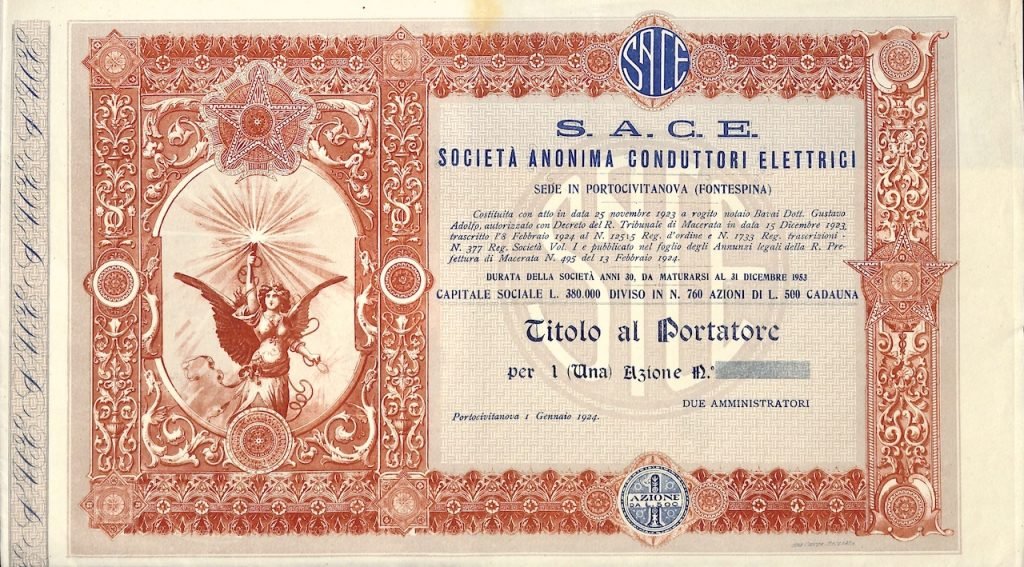 SACE
S. A. C. E.
SOCIETÀ ANONIMA CONDUTTORI ELETTRICI
SEDE IN PORTOCIVITANOVA (FONTESPINA)
Costituita con atto in data 25 novembre 1923 a rogito notaio Bavai Dott. Gustavo
Adolfo, autorizzato con Decreto del R. Tribunale di Macerata in data 15 Dicembre 1923,
trascritto l'8 Febbraio 1924 al N. 12515 Reg. d'ordine e N. 1733 Reg. trascrizioni -
N. 377 Reg. Società Vol. I e pubblicato nel foglio degli Annunzi legali della R. Pre-
fettura di Macerata N. 495 del 13 Febbraio 1924.
DURATA DELLA SOCIETÀ ANNI 30, DA MATURARSI AL 31 DICEMBRE 1953
CAPITALE SOCIALE L. 380.000 DIVISO IN N. 760 AZIONI DI L. 500 CADAUNA
Titolo al Portatore
per 1 (Una) Azione N.°
DUE AMMINISTRATORI
Portocivitanova 1 Gennaio 1924.
AZIONE
DA L. 500
1